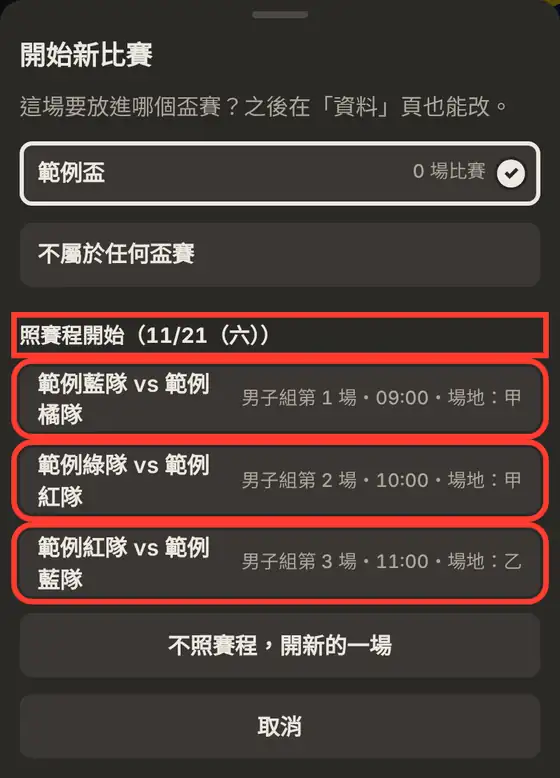 開始新比賽
這場要放進哪個盃賽？之後在「資料」頁也能改。
範例盃
0 場比賽
不屬於任何盃賽
照賽程開始（11/21（六））
範例藍隊 vs 範例
橘隊
男子組第 1 場・09:00・場地：甲
範例綠隊 vs 範例
紅隊
男子組第 2 場・10:00・場地：甲
範例紅隊 vs 範例
藍隊
男子組第 3 場・11:00・場地：乙
不照賽程，開新的一場
取消